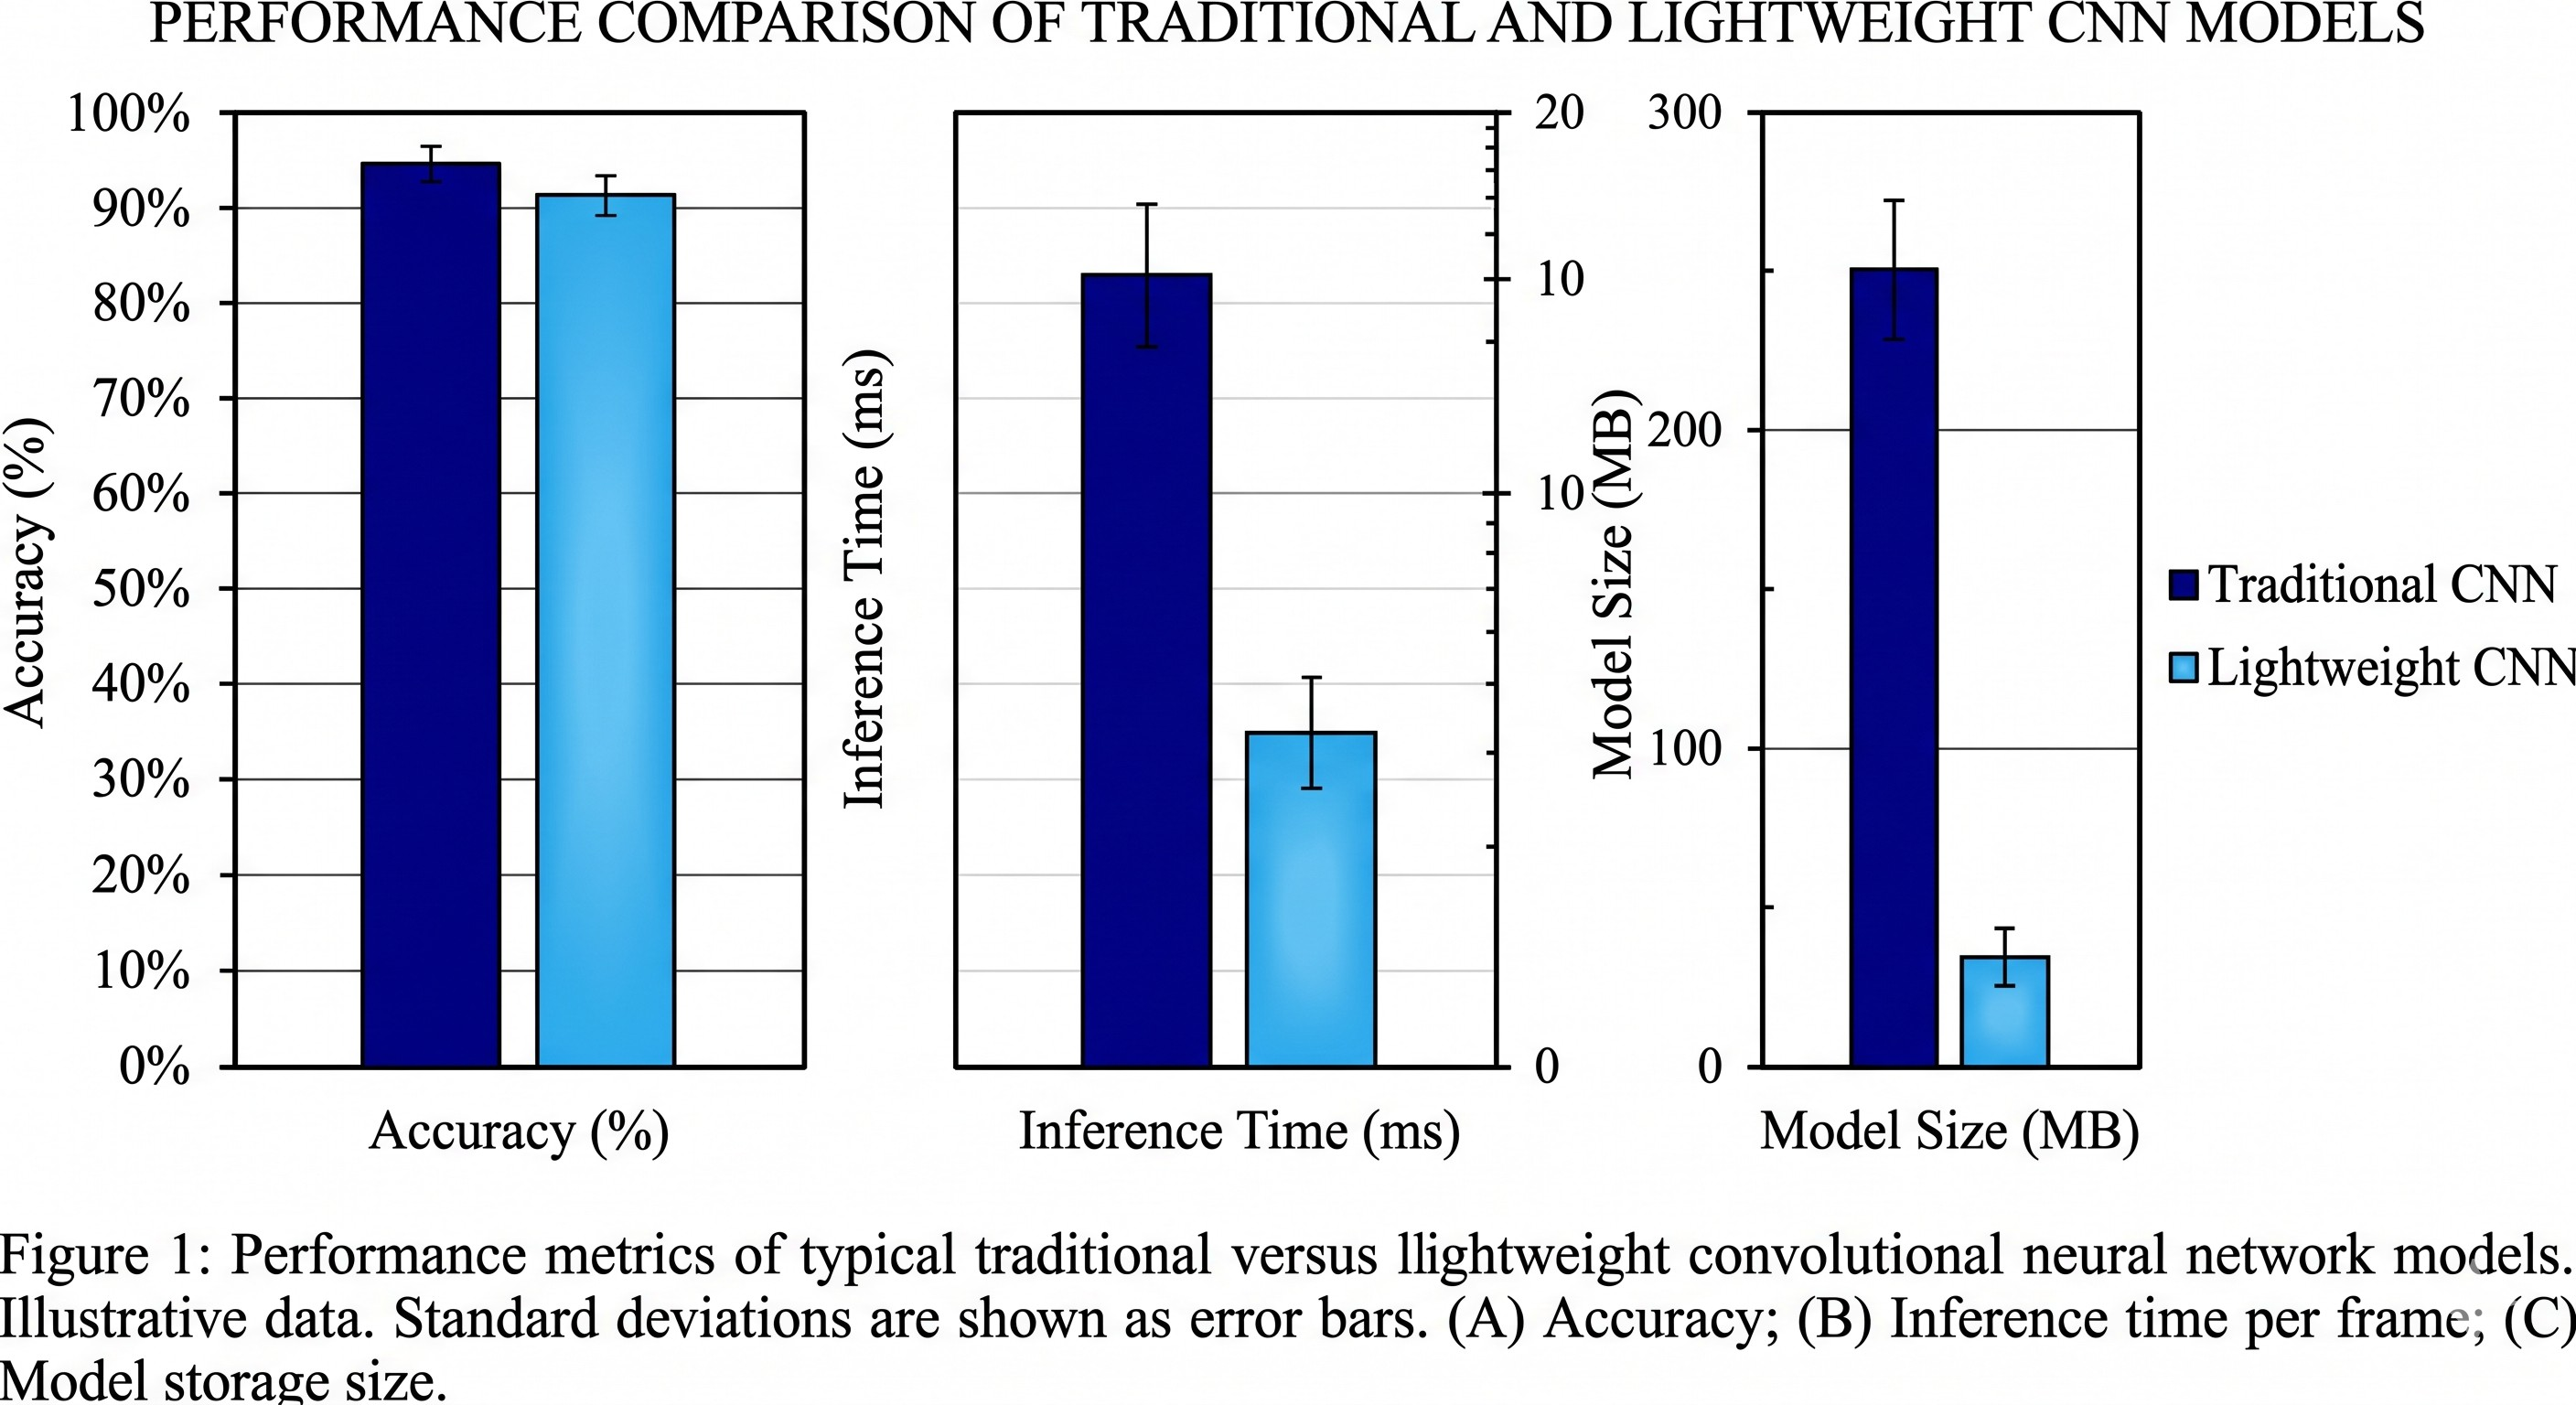 PERFORMANCE COMPARISON OF TRADITIONAL AND LIGHTWEIGHT CNN MODELS
Accuracy (%)
100%
90%
80%
70%
60%
50%
40%
30%
20%
10%
0%
Accuracy (%)
Inference Time (ms)
20
10
10
0
Inference Time (ms)
Model Size (MB)
300
200
100
0
Model Size (MB)
Traditional CNN
Lightweight CNN
Figure 1: Performance metrics of typical traditional versus llightweight convolutional neural network models.
Illustrative data. Standard deviations are shown as error bars. (A) Accuracy; (B) Inference time per frame; (C)
Model storage size.